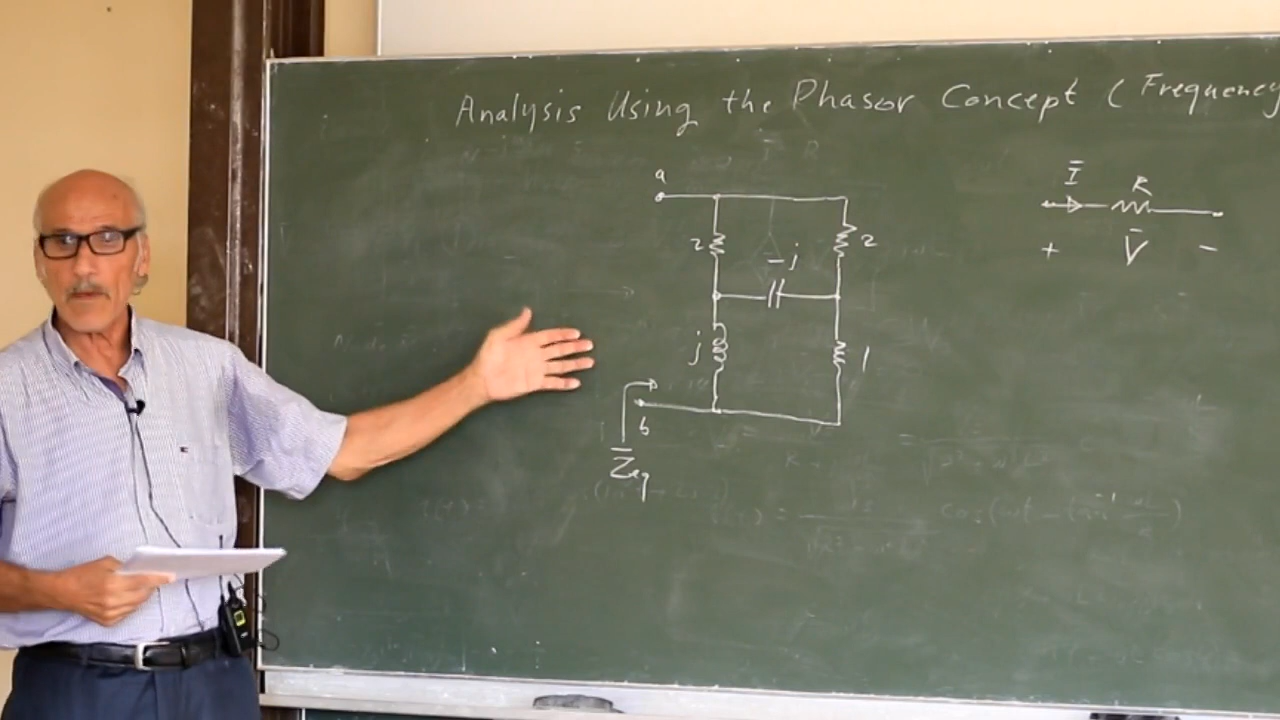 Analysis Using the Phasor Concept (Frequency
a
2
2
-j
j
1
b
Z̄eq
Ī
R
+ V̄ -